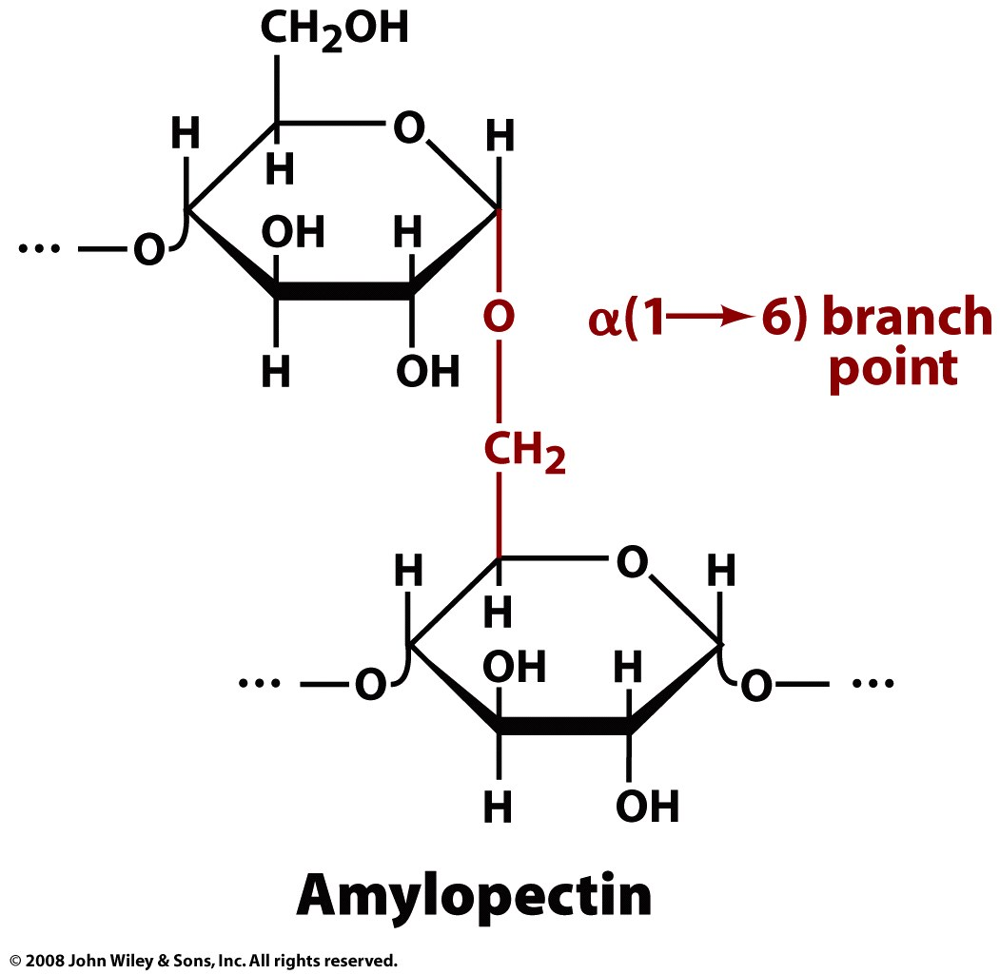 CH2OH
H
O
H
H
OH
H
··· O
O
α(1→6) branch
point
H
OH
CH2
H
O
H
H
OH
H
··· O
O ···
H
OH
Amylopectin
© 2008 John Wiley & Sons, Inc. All rights reserved.